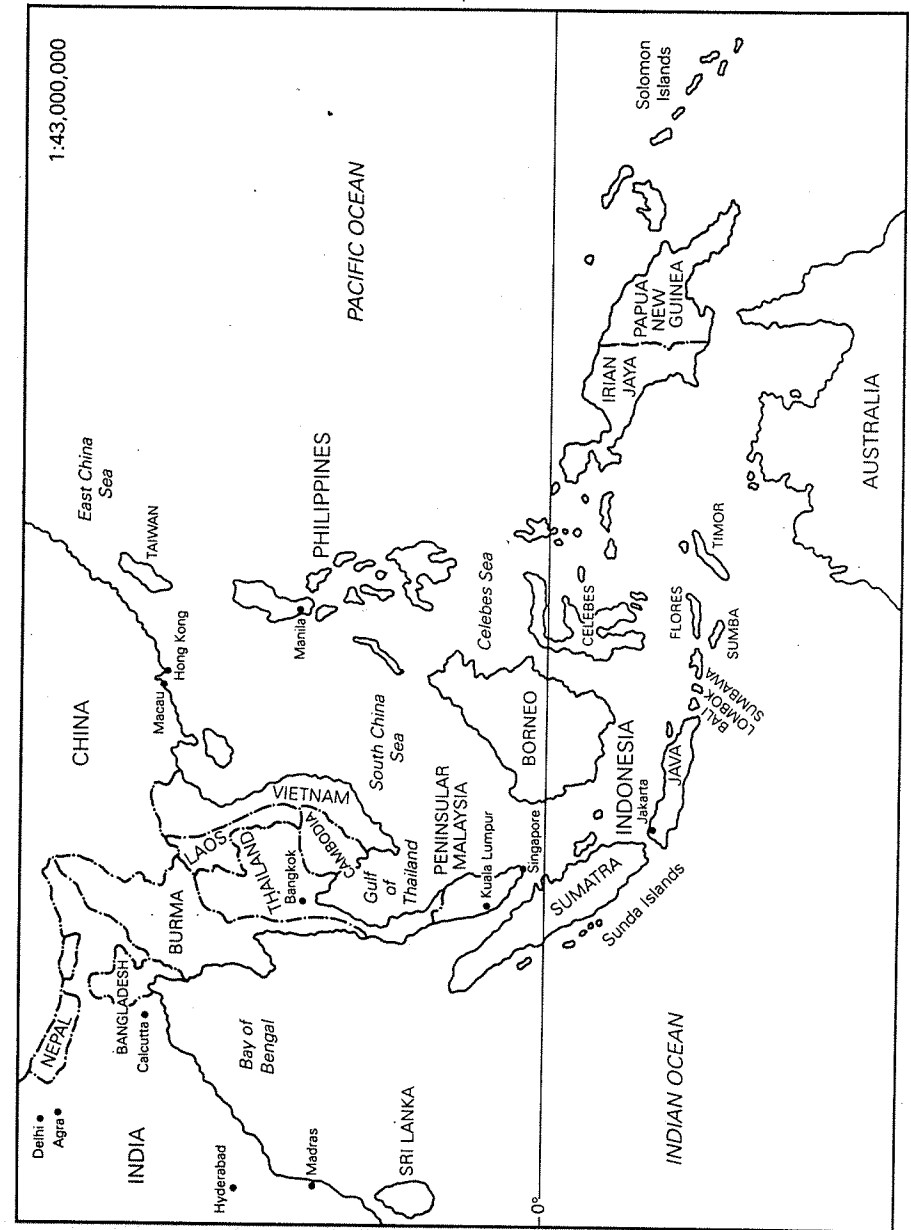 1:43,000,000
Delhi
Agra
NEPAL
INDIA
Hyderabad
Madras
SRI LANKA
BANGLADESH
Calcutta
Bay of
Bengal
BURMA
CHINA
LAOS
THAILAND
Bangkok
CAMBODIA
VIETNAM
Gulf
of
Thailand
Macau
Hong Kong
TAIWAN
East China
Sea
South China
Sea
PHILIPPINES
Manila
PACIFIC OCEAN
PENINSULAR
MALAYSIA
Kuala Lumpur
Singapore
BORNEO
Celebes Sea
CELEBES
0°
SUMATRA
Sunda Islands
INDONESIA
Jakarta
JAVA
BALI
LOMBOK
SUMBAWA
FLORES
SUMBA
TIMOR
IRIAN
JAYA
PAPUA
NEW
GUINEA
Solomon
Islands
INDIAN OCEAN
AUSTRALIA